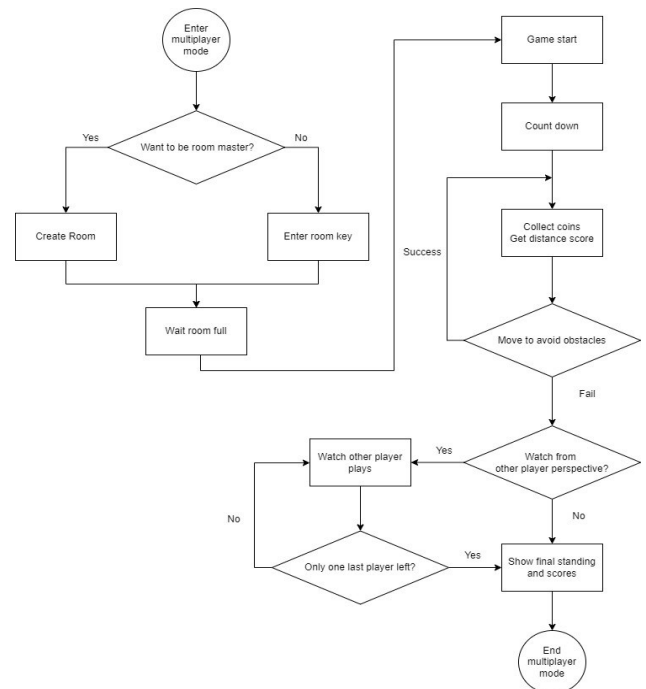 Enter
multiplayer
mode
Want to be room master?
Yes
No
Create Room
Enter room key
Wait room full
Game start
Count down
Collect coins
Get distance score
Success
Move to avoid obstacles
Fail
Watch from
other player perspective?
Yes
No
Watch other player
plays
Only one last player left?
No
Yes
Show final standing
and scores
End
multiplayer
mode